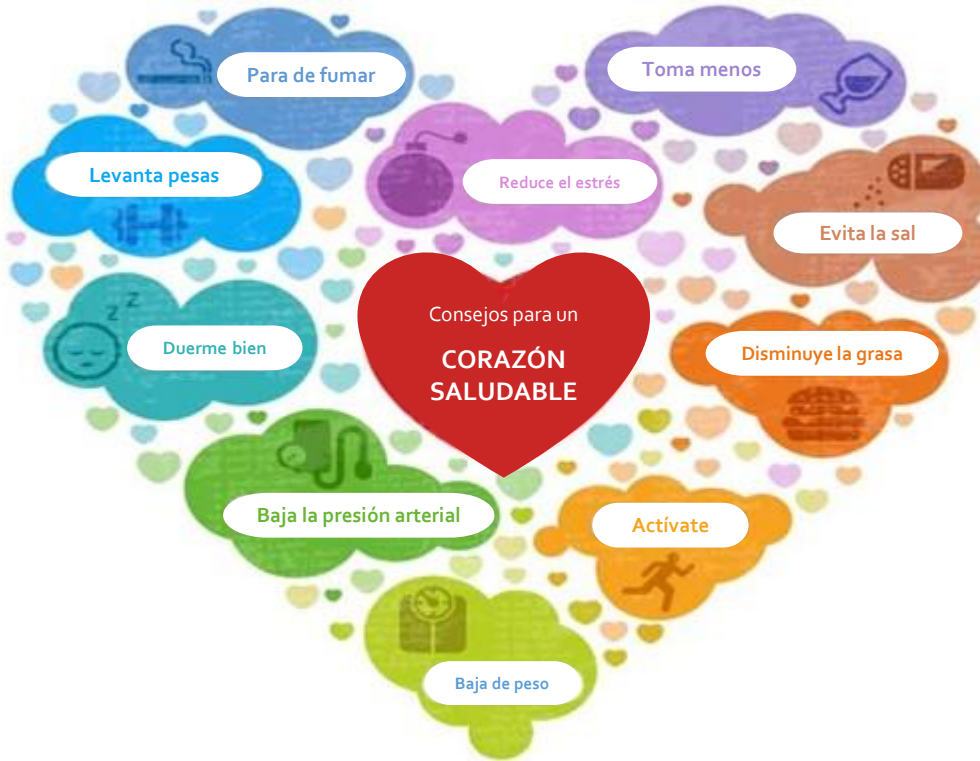 Para de fumar
Toma menos
Levanta pesas
Reduce el estrés
Evita la sal
Consejos para un
CORAZÓN
SALUDABLE
Duerme bien
Disminuye la grasa
Baja la presión arterial
Actívate
Baja de peso
z z